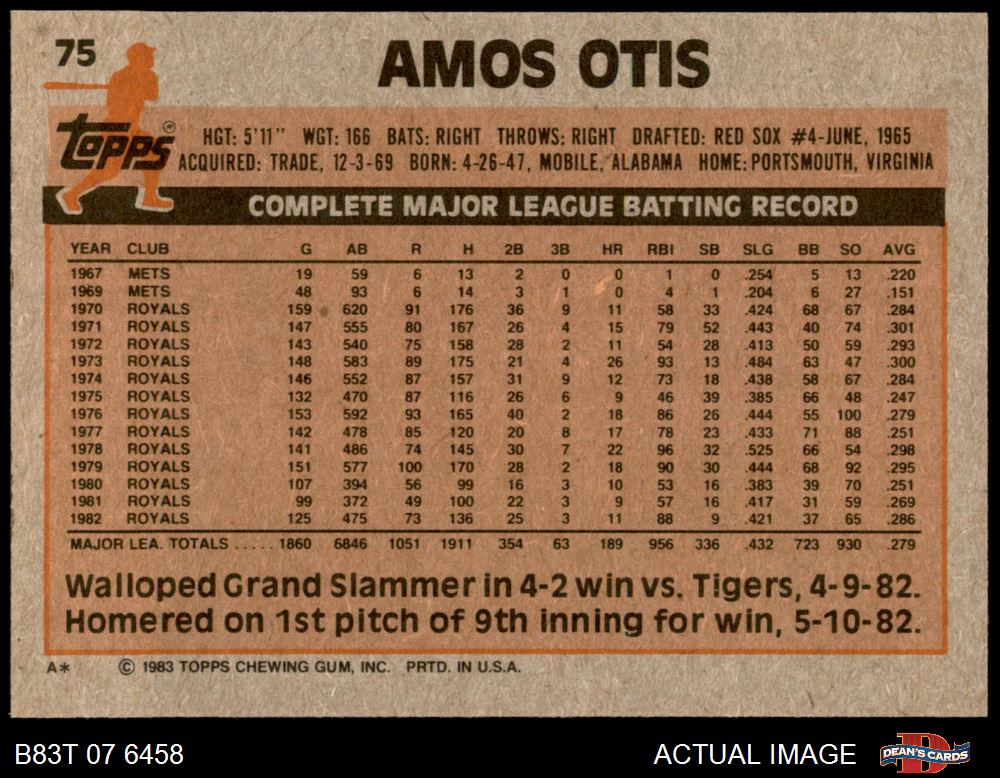 75
AMOS OTIS
Topps®
HGT: 5'11" WGT: 166 BATS: RIGHT THROWS: RIGHT DRAFTED: RED SOX #4-JUNE, 1965
ACQUIRED: TRADE, 12-3-69 BORN: 4-26-47, MOBILE, ALABAMA HOME: PORTSMOUTH, VIRGINIA
COMPLETE MAJOR LEAGUE BATTING RECORD
YEAR CLUB G AB R H 2B 3B HR RBI SB SLG BB SO AVG
1967 METS 19 59 6 13 2 0 0 1 0 .254 5 13 .220
1969 METS 48 93 6 14 3 1 0 4 1 .204 6 27 .151
1970 ROYALS 159 620 91 176 36 9 11 58 33 .424 68 67 .284
1971 ROYALS 147 555 80 167 26 4 15 79 52 .443 40 74 .301
1972 ROYALS 143 540 75 158 28 2 11 54 28 .413 50 59 .293
1973 ROYALS 148 583 89 175 21 4 26 93 13 .484 63 47 .300
1974 ROYALS 146 552 87 157 31 9 12 73 18 .438 58 67 .284
1975 ROYALS 132 470 87 116 26 6 9 46 39 .385 66 48 .247
1976 ROYALS 153 592 93 165 40 2 18 86 26 .444 55 100 .279
1977 ROYALS 142 478 85 120 20 8 17 78 23 .433 71 88 .251
1978 ROYALS 141 486 74 145 30 7 22 96 32 .525 66 54 .298
1979 ROYALS 151 577 100 170 28 2 18 90 30 .444 68 92 .295
1980 ROYALS 107 394 56 99 16 3 10 53 16 .383 39 70 .251
1981 ROYALS 99 372 49 100 22 3 9 57 16 .417 31 59 .269
1982 ROYALS 125 475 73 136 25 3 11 88 9 .421 37 65 .286
MAJOR LEA. TOTALS ..... 1860 6846 1051 1911 354 63 189 956 336 .432 723 930 .279
Walloped Grand Slammer in 4-2 win vs. Tigers, 4-9-82.
Homered on 1st pitch of 9th inning for win, 5-10-82.
A* © 1983 TOPPS CHEWING GUM, INC. PRTD. IN U.S.A.
B83T 07 6458 ACTUAL IMAGE DEAN'S CARDS